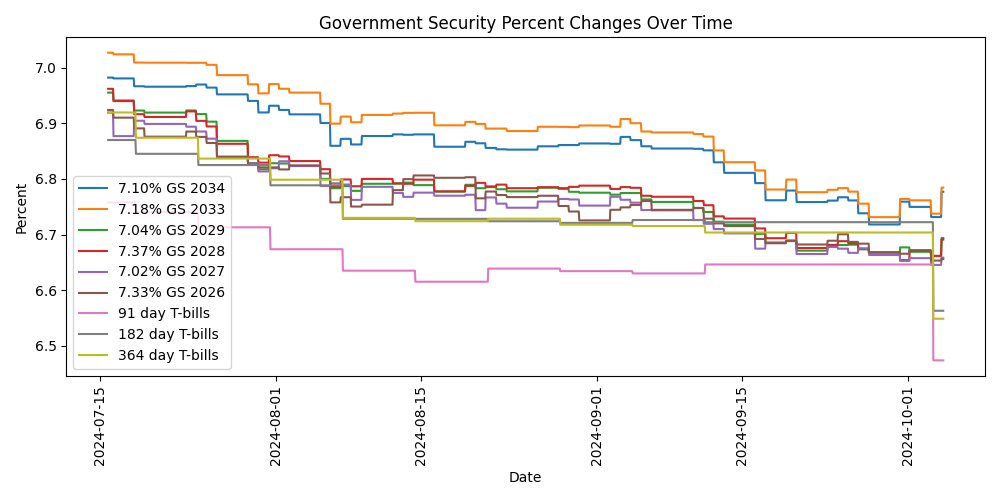 Government Security Percent Changes Over Time
Percent
7.0
6.9
6.8
6.7
6.6
6.5
7.10% GS 2034
7.18% GS 2033
7.04% GS 2029
7.37% GS 2028
7.02% GS 2027
7.33% GS 2026
91 day T-bills
182 day T-bills
364 day T-bills
2024-07-15
2024-08-01
2024-08-15
2024-09-01
2024-09-15
2024-10-01
Date